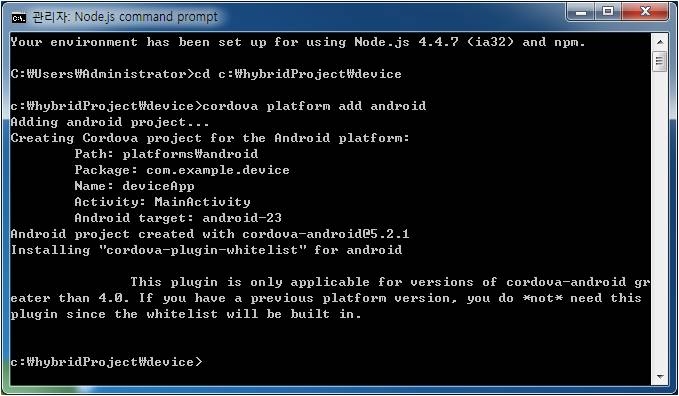 관리자: Node.js command prompt
Your environment has been set up for using Node.js 4.4.7 (ia32) and npm.
C:₩Users₩Administrator>cd c:₩hybridProject₩device
c:₩hybridProject₩device>cordova platform add android
Adding android project...
Creating Cordova project for the Android platform:
Path: platforms₩android
Package: com.example.device
Name: deviceApp
Activity: MainActivity
Android target: android-23
Android project created with cordova-android@5.2.1
Installing "cordova-plugin-whitelist" for android
This plugin is only applicable for versions of cordova-android gr
eater than 4.0. If you have a previous platform version, you do *not* need this
plugin since the whitelist will be built in.
c:₩hybridProject₩device>